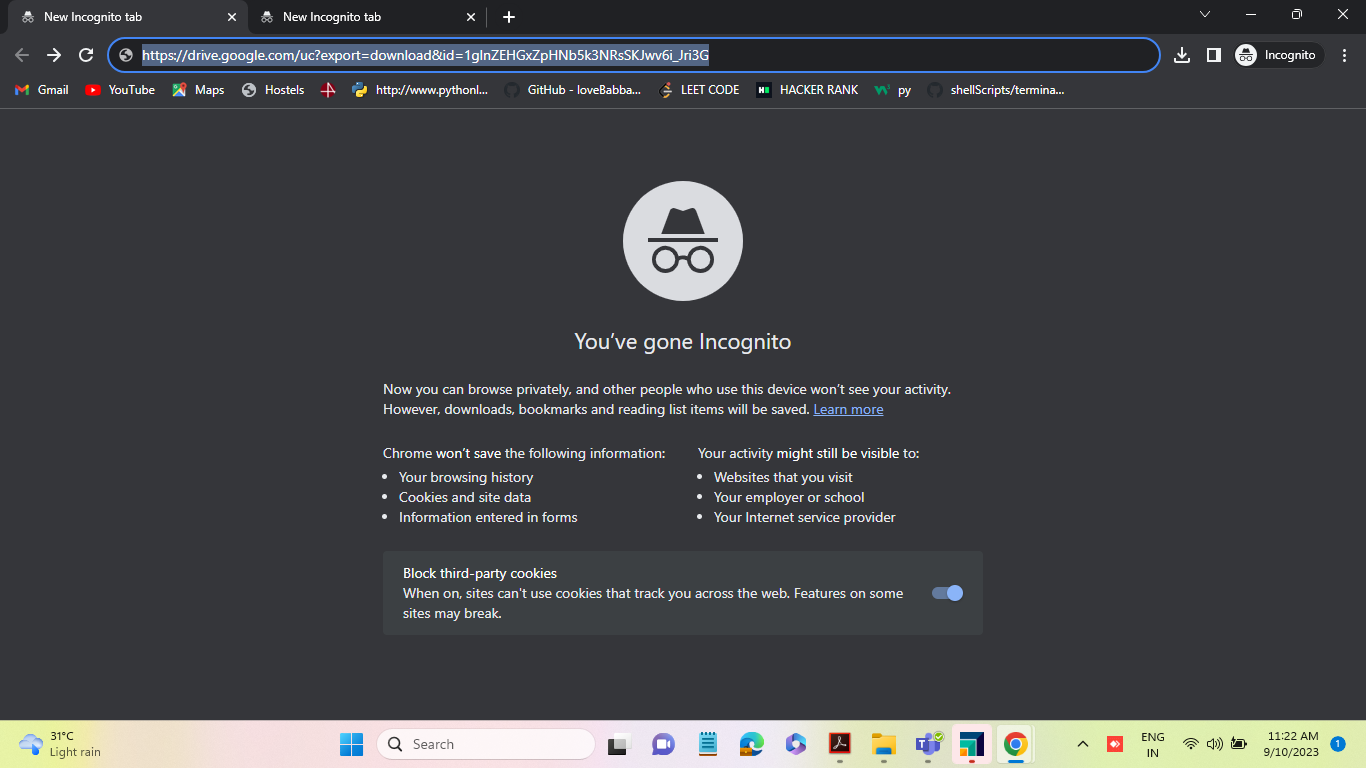 New Incognito tab
New Incognito tab
https://drive.google.com/uc?export=download&id=1glnZEHGxZpHNb5k3NRsSKJwv6i_Jri3G
Incognito
Gmail
YouTube
Maps
Hostels
http://www.pythonl...
GitHub - loveBabba...
LEET CODE
HACKER RANK
py
shellScripts/termina...
You've gone Incognito
Now you can browse privately, and other people who use this device won't see your activity.
However, downloads, bookmarks and reading list items will be saved. Learn more
Chrome won't save the following information:
• Your browsing history
• Cookies and site data
• Information entered in forms
Your activity might still be visible to:
• Websites that you visit
• Your employer or school
• Your Internet service provider
Block third-party cookies
When on, sites can't use cookies that track you across the web. Features on some
sites may break.
31°C
Light rain
Search
ENG
IN
11:22 AM
9/10/2023
1